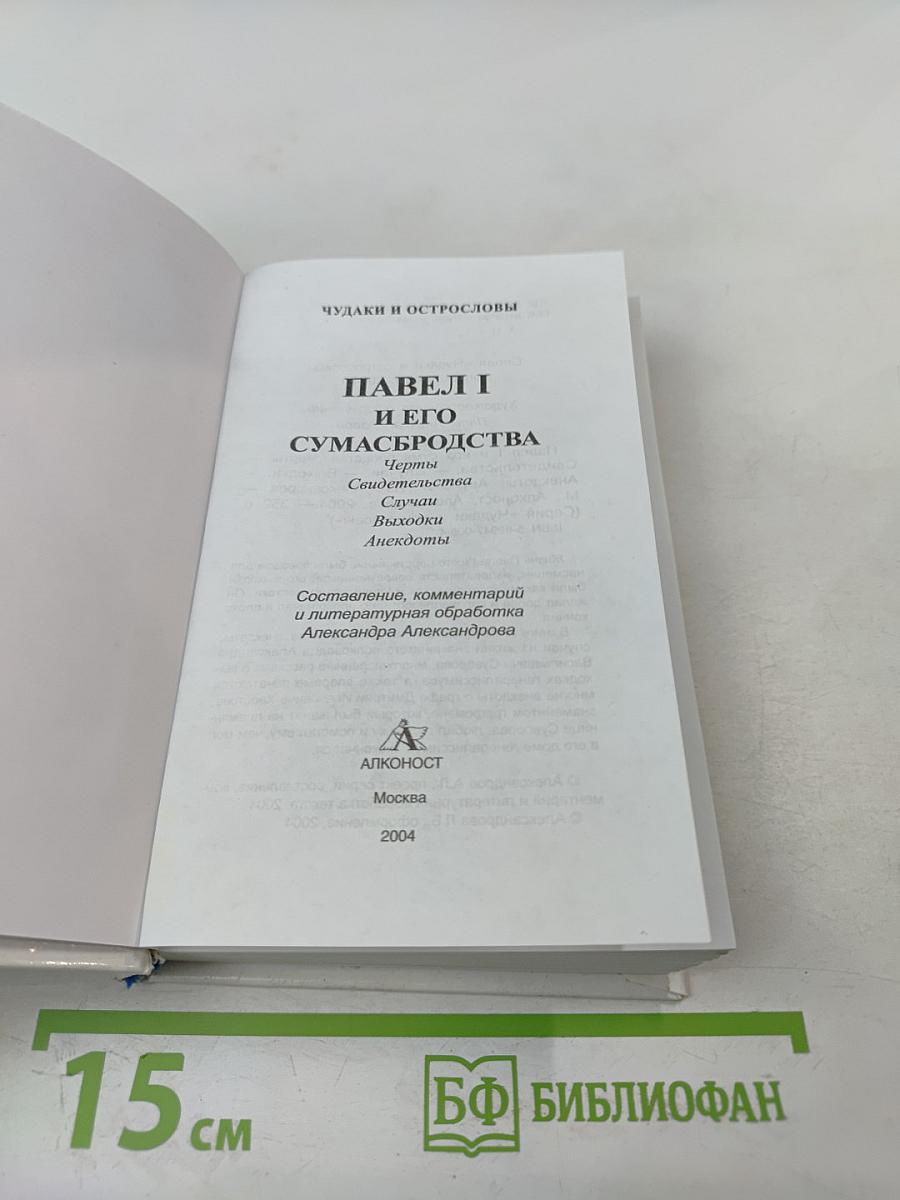 ЧУДАКИ И ОСТРОСЛОВЫ
ПАВЕЛ I
И ЕГО
СУМАСБРОДСТВА
Черты
Свидетельства
Случаи
Выходки
Анекдоты
Составление, комментарий
и литературная обработка
Александра Александрова
А
АЛКОНОСТ
Москва
2004
15 см
БФ БИБЛИОФАН